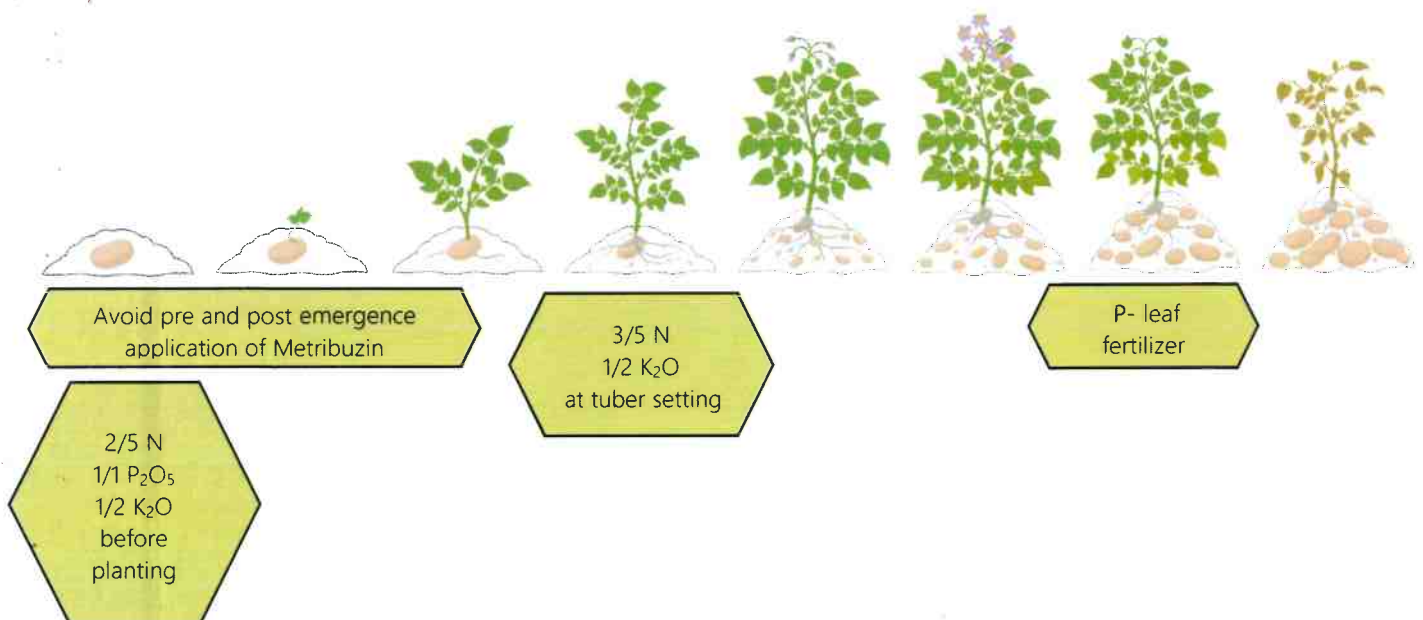 Avoid pre and post emergence
application of Metribuzin
3/5 N
1/2 K₂O
at tuber setting
P- leaf
fertilizer
2/5 N
1/1 P₂O₅
1/2 K₂O
before
planting